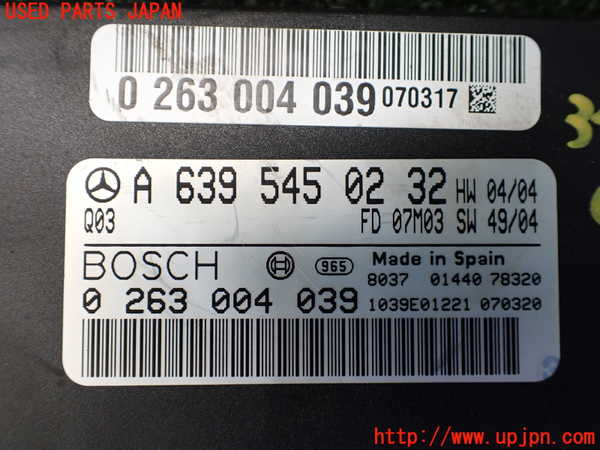 USED PARTS JAPAN
0 263 004 039 070317
A 639 545 02 32 HW 04/04
Q03 FD 07M03 SW 49/04
BOSCH 965 Made in Spain
8037 01440 78320
0 263 004 039 1039E01221 070320
http://www.upjpn.com/